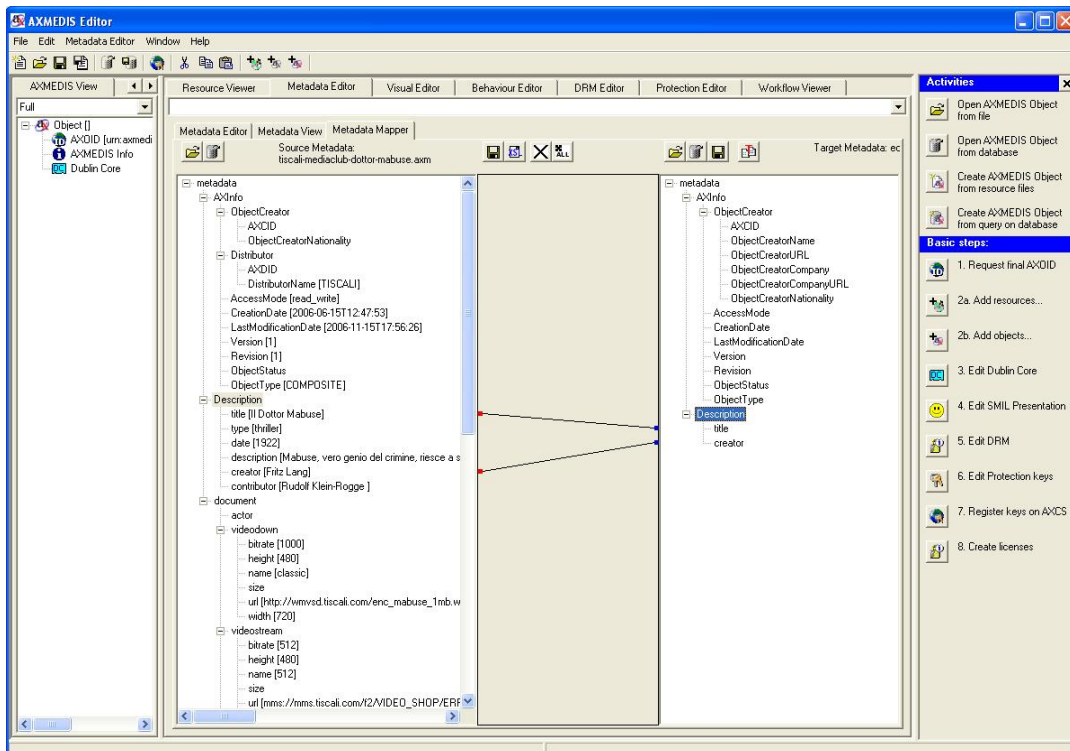 AXMEDIS Editor
File Edit Metadata Editor Window Help
AXMEDIS View
Full
Object []
AXOID [urn:axmedi
AXMEDIS Info
Dublin Core
Resource Viewer Metadata Editor Visual Editor Behaviour Editor DRM Editor Protection Editor Workflow Viewer
Metadata Editor Metadata View Metadata Mapper
Source Metadata:
tiscali-mediaclub-dottor-mabuse.axm
ALL
Target Metadata: ec
metadata
AXInfo
ObjectCreator
AXCID
ObjectCreatorNationality
Distributor
AXDID
DistributorName [TISCALI]
AccessMode [read_write]
CreationDate [2006-06-15T12:47:53]
LastModificationDate [2006-11-15T17:56:26]
Version [1]
Revision [1]
ObjectStatus
ObjectType [COMPOSITE]
Description
title [Il Dottor Mabuse]
type [thriller]
date [1922]
description [Mabuse, vero genio del crimine, riesce a s
creator [Fritz Lang]
contributor [Rudolf Klein-Rogge ]
document
actor
videodown
bitrate [1000]
height [480]
name [classic]
size
url [http://wmvsd.tiscali.com/enc_mabuse_1mb.w
width [720]
videostream
bitrate [512]
height [480]
name [512]
size
url [mms://mms.tiscali.com/f2/VIDEO_SHOP/ERF
metadata
AXInfo
ObjectCreator
AXCID
ObjectCreatorName
ObjectCreatorURL
ObjectCreatorCompany
ObjectCreatorCompanyURL
ObjectCreatorNationality
AccessMode
CreationDate
LastModificationDate
Version
Revision
ObjectStatus
ObjectType
Description
title
creator
Activities
Open AXMEDIS Object
from file
Open AXMEDIS Object
from database
Create AXMEDIS Object
from resource files
Create AXMEDIS Object
from query on database
Basic steps:
1. Request final AXOID
2a. Add resources...
2b. Add objects...
3. Edit Dublin Core
4. Edit SMIL Presentation
5. Edit DRM
6. Edit Protection keys
7. Register keys on AXCS
8. Create licenses